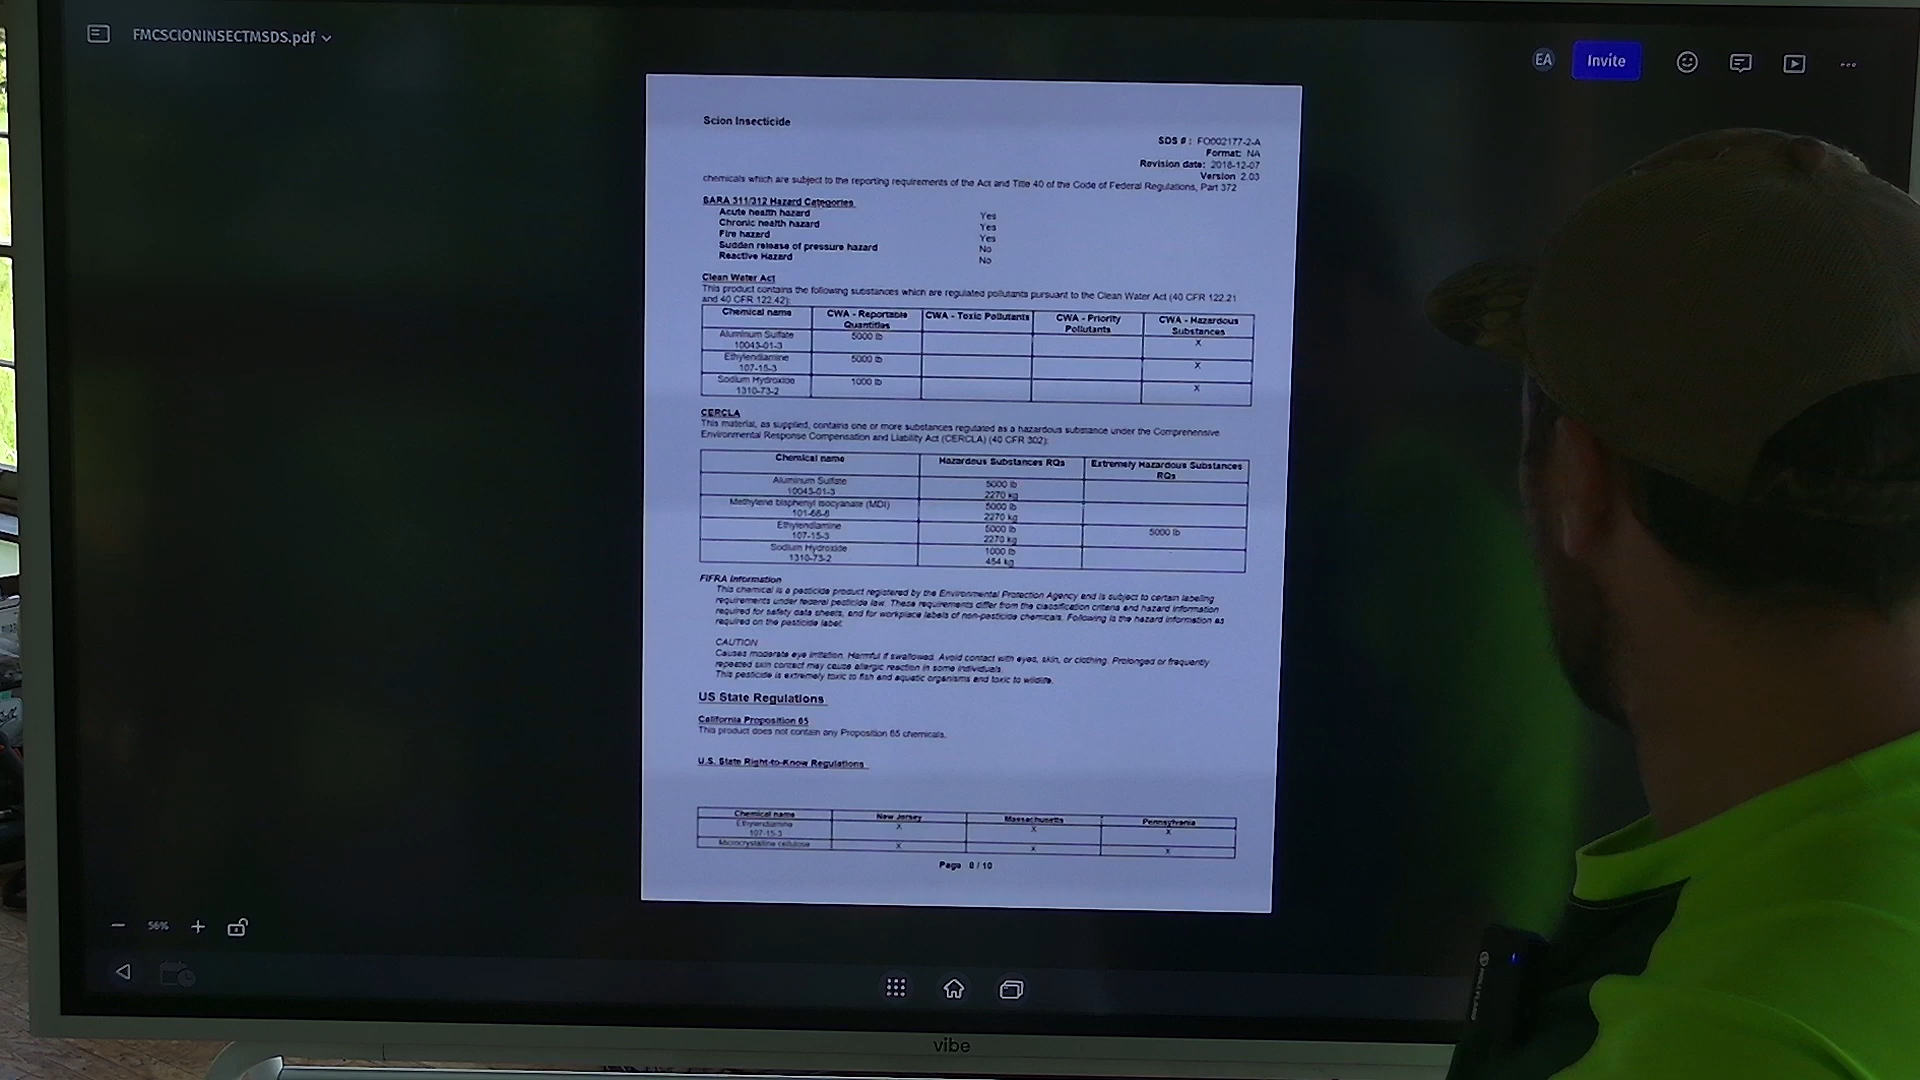 FMCSCIONINSECTMSDS.pdf
EA
Invite
Scion Insecticide
SDS # : FO002177-2-A
Format: NA
Revision date: 2018-12-07
Version 2.03
chemicals which are subject to the reporting requirements of the Act and Title 40 of the Code of Federal Regulations, Part 372
SARA 311/312 Hazard Categories
Acute health hazard Yes
Chronic health hazard Yes
Fire hazard Yes
Sudden release of pressure hazard No
Reactive Hazard No
Clean Water Act
This product contains the following substances which are regulated pollutants pursuant to the Clean Water Act (40 CFR 122.21
and 40 CFR 122.42):
Chemical name CWA - Reportable Quantities CWA - Toxic Pollutants CWA - Priority Pollutants CWA - Hazardous Substances
Aluminum Sulfate 10043-01-3 5000 lb X
Ethylendiamine 107-15-3 5000 lb X
Sodium Hydroxide 1310-73-2 1000 lb X
CERCLA
This material, as supplied, contains one or more substances regulated as a hazardous substance under the Comprehensive
Environmental Response Compensation and Liability Act (CERCLA) (40 CFR 302):
Chemical name Hazardous Substances RQs Extremely Hazardous Substances RQs
Aluminum Sulfate 10043-01-3 5000 lb 2270 kg
Methylene bisphenyl isocyanate (MDI) 101-68-8 5000 lb 2270 kg
Ethylendiamine 107-15-3 5000 lb 2270 kg 5000 lb
Sodium Hydroxide 1310-73-2 1000 lb 454 kg
FIFRA Information
This chemical is a pesticide product registered by the Environmental Protection Agency and is subject to certain labeling
requirements under federal pesticide law. These requirements differ from the classification criteria and hazard information
required for safety data sheets, and for workplace labels of non-pesticide chemicals. Following is the hazard information as
required on the pesticide label:
CAUTION
Causes moderate eye irritation. Harmful if swallowed. Avoid contact with eyes, skin, or clothing. Prolonged or frequently
repeated skin contact may cause allergic reaction in some individuals.
This pesticide is extremely toxic to fish and aquatic organisms and toxic to wildlife.
US State Regulations
California Proposition 65
This product does not contain any Proposition 65 chemicals.
U.S. State Right-to-Know Regulations
Chemical name New Jersey Massachusetts Pennsylvania
Ethylendiamine 107-15-3 X X X
Microcrystalline cellulose X X X
Page 8 / 10
56%
vibe